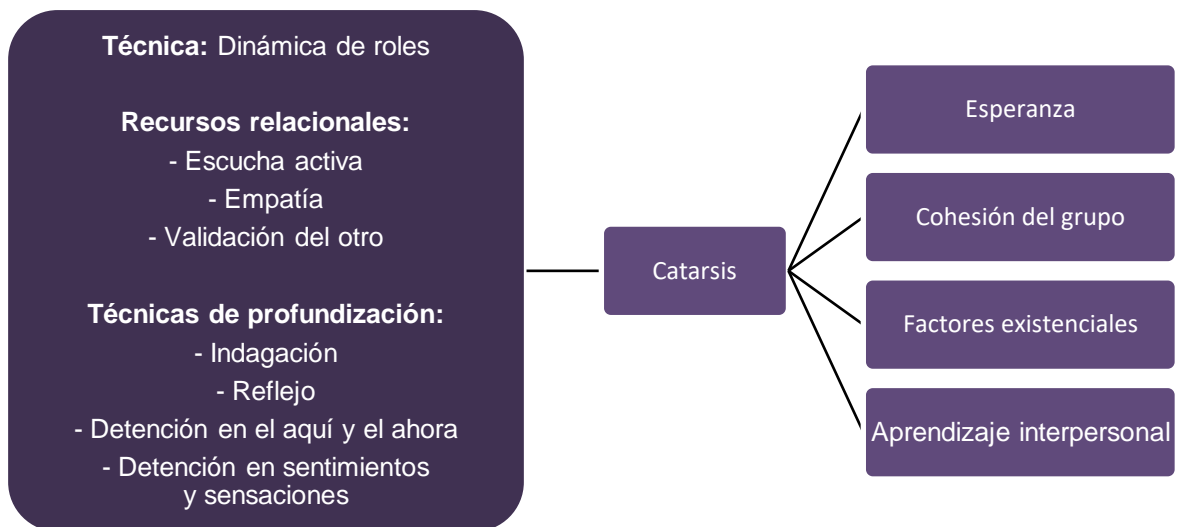 Técnica: Dinámica de roles
Recursos relacionales:
- Escucha activa
- Empatía
- Validación del otro
Técnicas de profundización:
- Indagación
- Reflejo
- Detención en el aquí y el ahora
- Detención en sentimientos
y sensaciones
Catarsis
Esperanza
Cohesión del grupo
Factores existenciales
Aprendizaje interpersonal